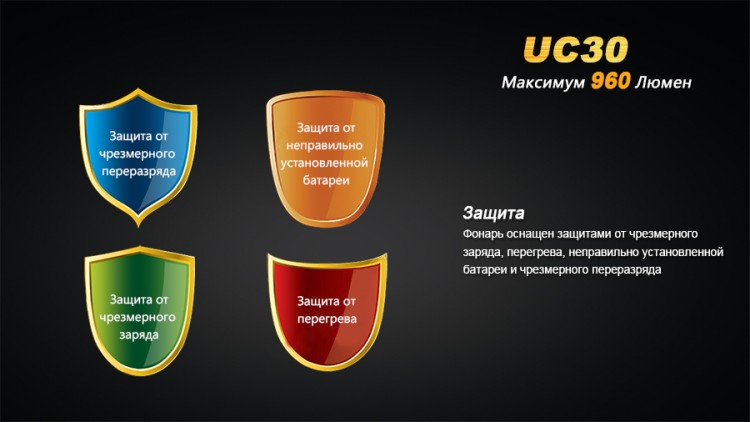 UC30
Максимум 960 Люмен
Защита от
чрезмерного
переразряда
Защита от
неправильно
установленной
батареи
Защита от
чрезмерного
заряда
Защита от
перегрева
Защита
Фонарь оснащен защитами от чрезмерного
заряда, перегрева, неправильно установленной
батареи и чрезмерного переразряда